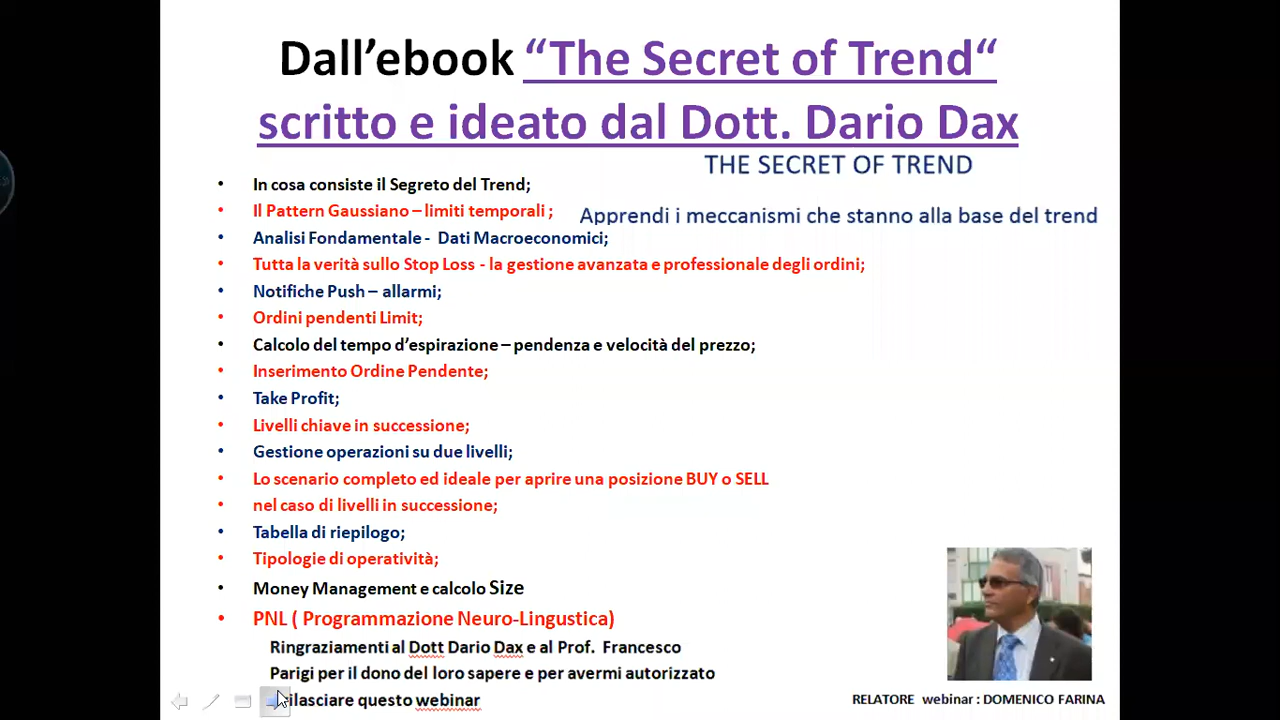 Dall’ebook “The Secret of Trend“
scritto e ideato dal Dott. Dario Dax
THE SECRET OF TREND
• In cosa consiste il Segreto del Trend;
• Il Pattern Gaussiano – limiti temporali ;
Apprendi i meccanismi che stanno alla base del trend
• Analisi Fondamentale - Dati Macroeconomici;
• Tutta la verità sullo Stop Loss - la gestione avanzata e professionale degli ordini;
• Notifiche Push – allarmi;
• Ordini pendenti Limit;
• Calcolo del tempo d’espirazione – pendenza e velocità del prezzo;
• Inserimento Ordine Pendente;
• Take Profit;
• Livelli chiave in successione;
• Gestione operazioni su due livelli;
• Lo scenario completo ed ideale per aprire una posizione BUY o SELL
• nel caso di livelli in successione;
• Tabella di riepilogo;
• Tipologie di operatività;
• Money Management e calcolo Size
• PNL ( Programmazione Neuro-Lingustica)
Ringraziamenti al Dott Dario Dax e al Prof. Francesco
Parigi per il dono del loro sapere e per avermi autorizzato
ilasciare questo webinar
RELATORE webinar : DOMENICO FARINA